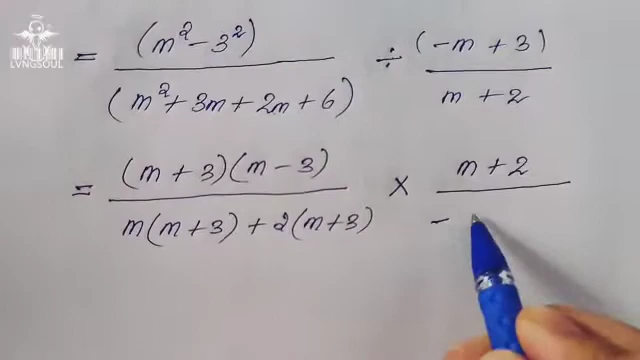 = (m² - 3²) / (m² + 3m + 2m + 6) ÷ (-m + 3) / m + 2
= (m + 3)(m - 3) / m(m + 3) + 2(m + 3) × m + 2 / -
LVNGSOUL